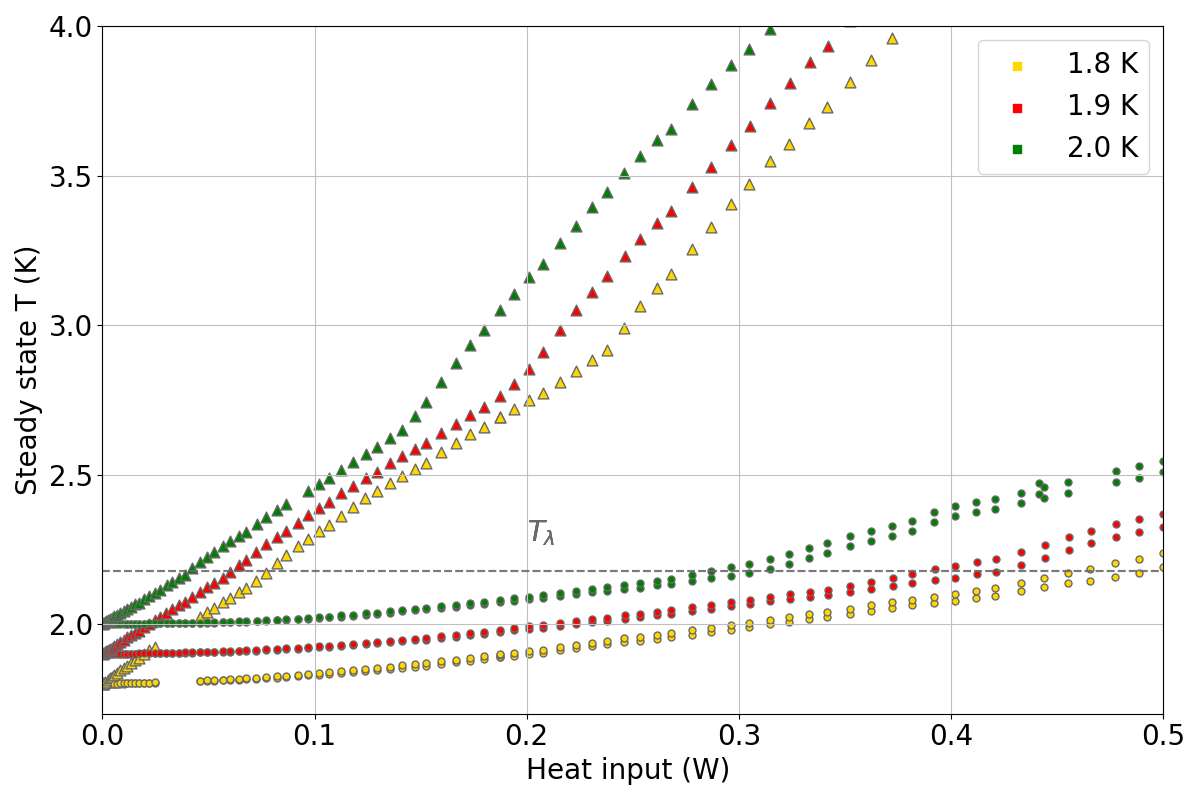 4.0
3.5
3.0
2.5
2.0
Steady state T (K)
1.8 K
1.9 K
2.0 K
T_λ
0.0 0.1 0.2 0.3 0.4 0.5
Heat input (W)